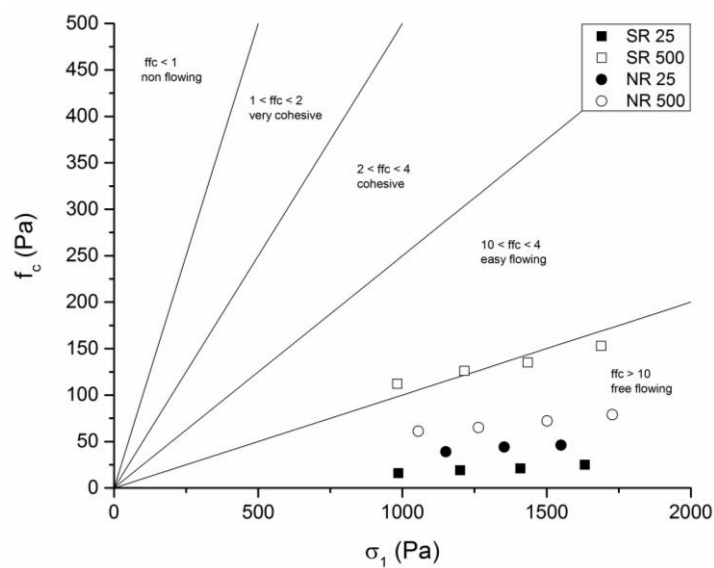 500
450
400
350
300
250
200
150
100
50
0
f_c (Pa)
ffc < 1
non flowing
1 < ffc < 2
very cohesive
2 < ffc < 4
cohesive
10 < ffc < 4
easy flowing
ffc > 10
free flowing
SR 25
SR 500
NR 25
NR 500
0 500 1000 1500 2000
σ₁ (Pa)